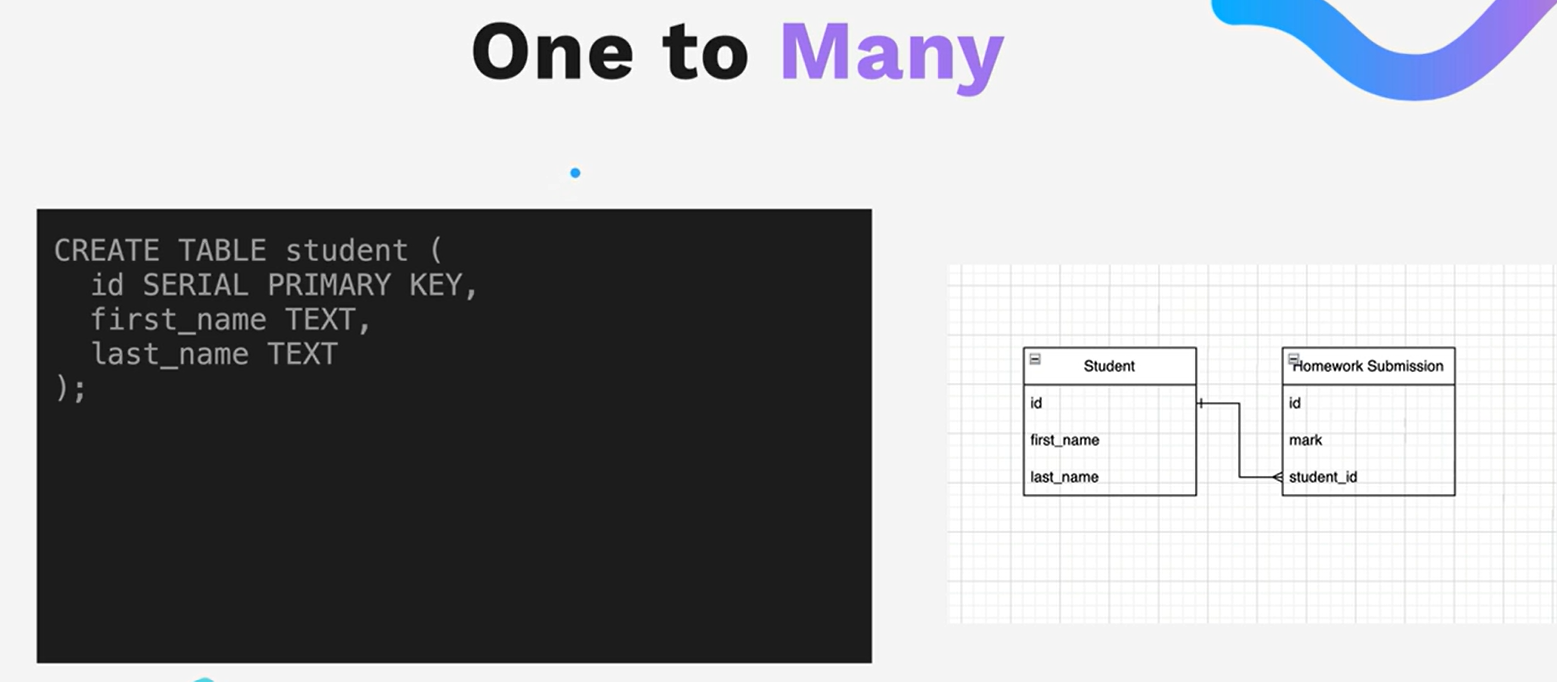 One to Many
CREATE TABLE student (
  id SERIAL PRIMARY KEY,
  first_name TEXT,
  last_name TEXT
);
Student
id
first_name
last_name
Homework Submission
id
mark
student_id